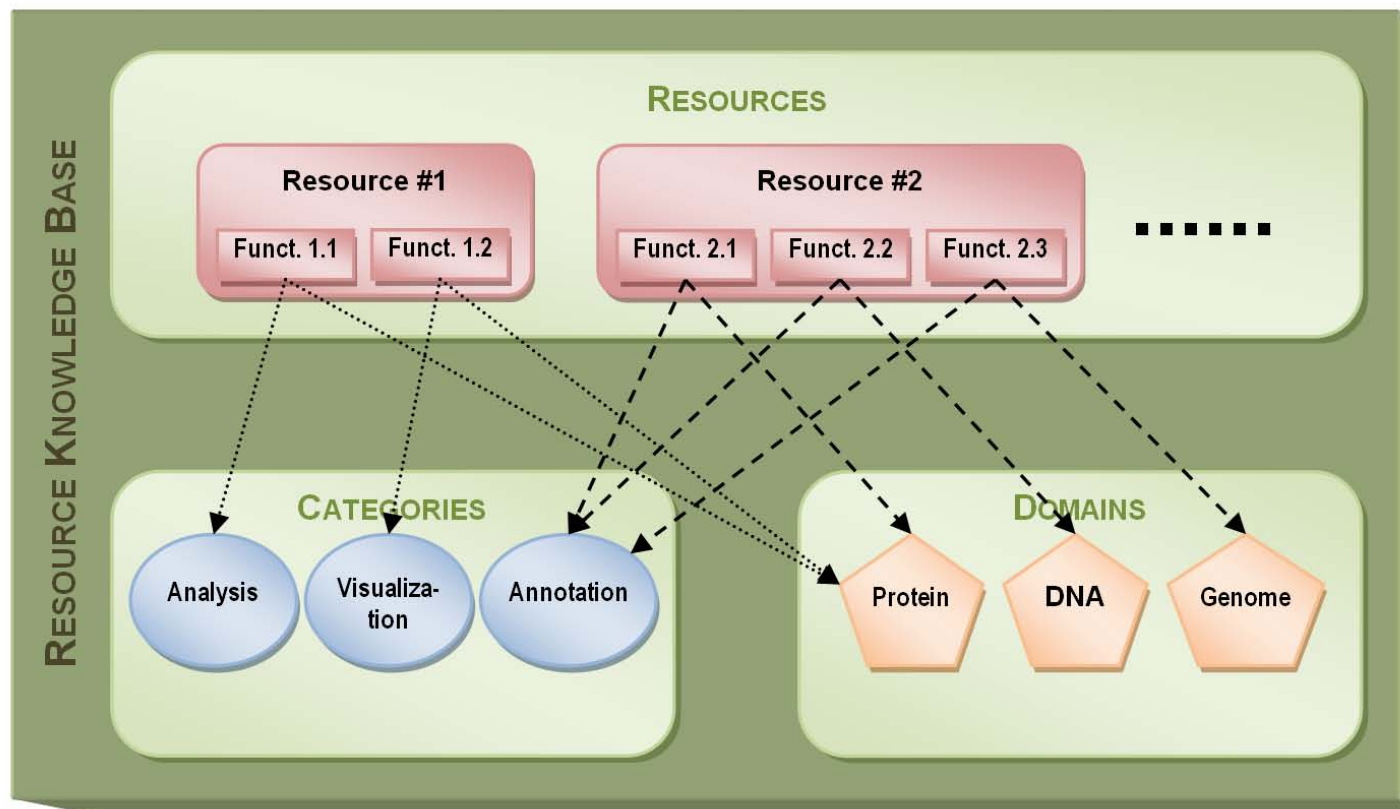 RESOURCE KNOWLEDGE BASE
RESOURCES
Resource #1
Resource #2
Funct. 1.1
Funct. 1.2
Funct. 2.1
Funct. 2.2
Funct. 2.3
CATEGORIES
DOMAINS
Analysis
Visualiza-
tion
Annotation
Protein
DNA
Genome